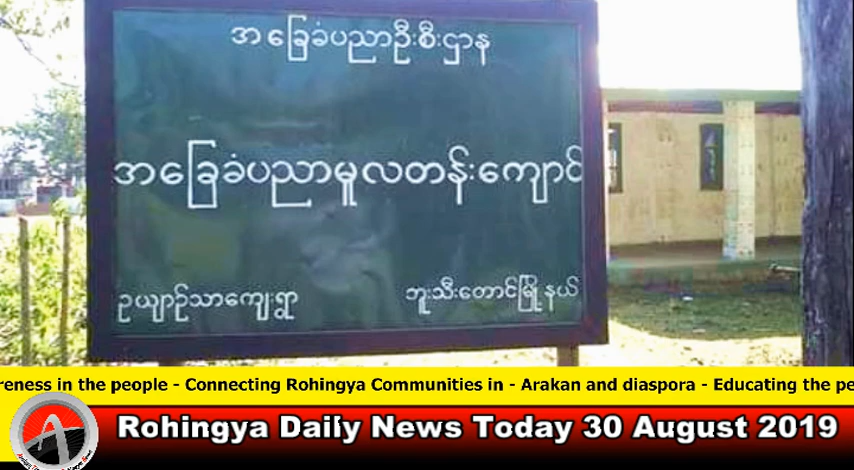 အခြေခံပညာဦးစီးဌာန
အခြေခံပညာမူလတန်းကျောင်
ဥယျာဉ်သာကျေးရွာ
ဘူးသီးတောင်မြို့နယ်
reness in the people - Connecting Rohingya Communities in - Arakan and diaspora - Educating the pe
Rohingya Daily News Today 30 August 2019